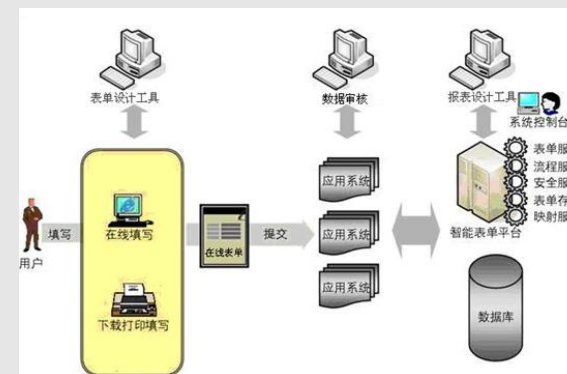 表单设计工具
数据审核
报表设计工具
系统控制台
表单服
流程服
安全服
表单存
映射服
智能表单平台
应用系统
应用系统
应用系统
填写
在线填写
在线表单
提交
用户
下载打印填写
数据库